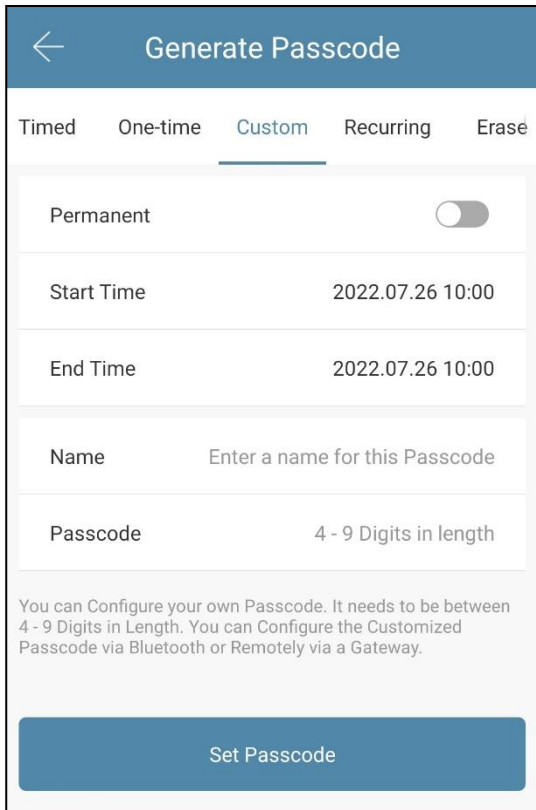 Generate Passcode
Timed One-time Custom Recurring Erase
Permanent
Start Time 2022.07.26 10:00
End Time 2022.07.26 10:00
Name Enter a name for this Passcode
Passcode 4 - 9 Digits in length
You can Configure your own Passcode. It needs to be between
4 - 9 Digits in Length. You can Configure the Customized
Passcode via Bluetooth or Remotely via a Gateway.
Set Passcode